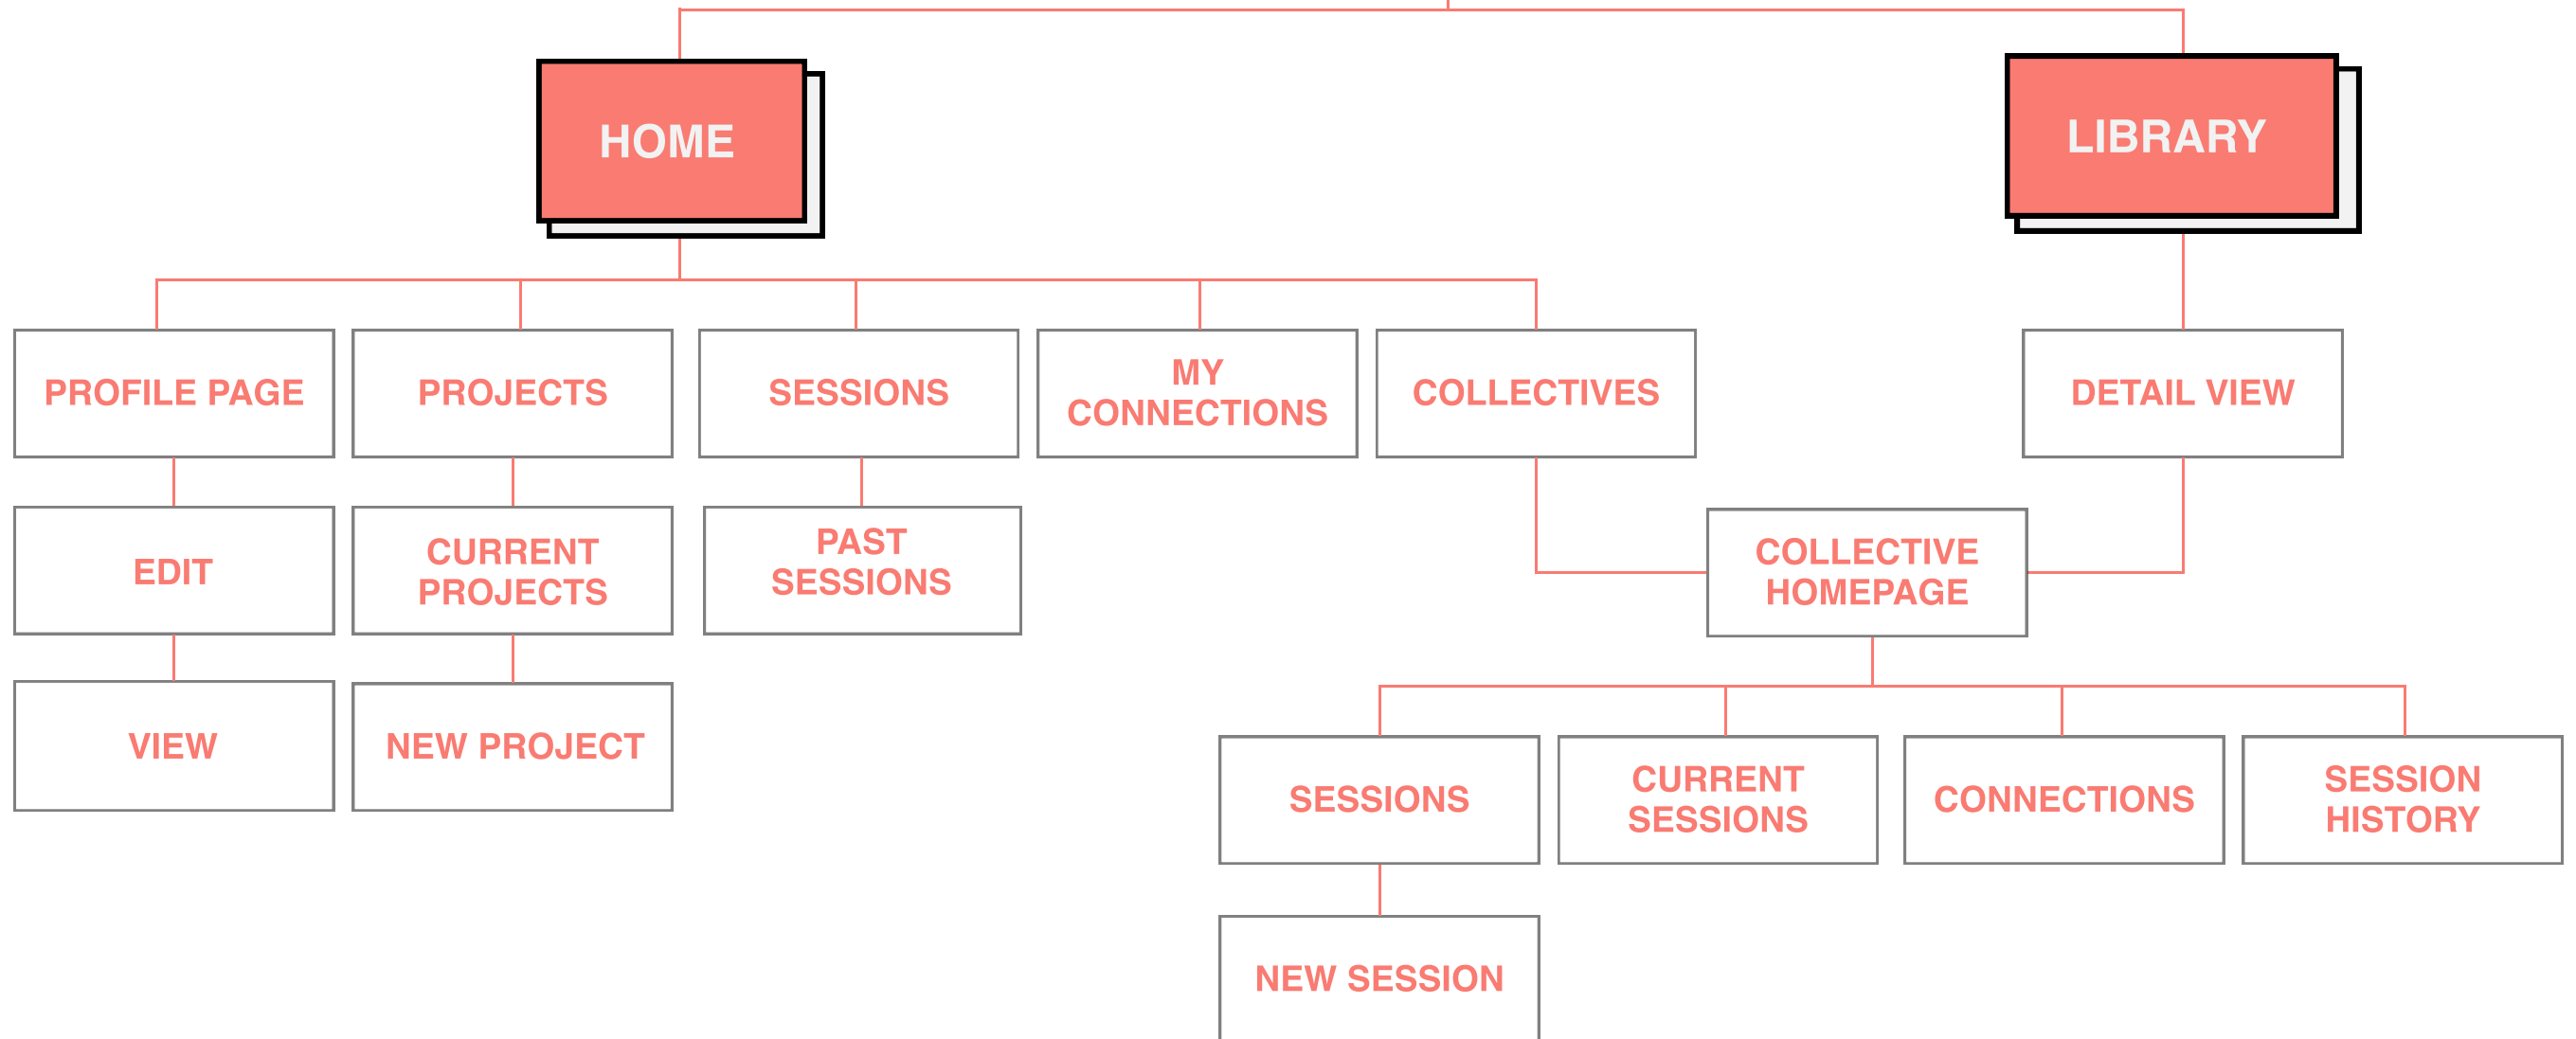 HOME
LIBRARY
PROFILE PAGE
PROJECTS
SESSIONS
MY
CONNECTIONS
COLLECTIVES
DETAIL VIEW
EDIT
CURRENT
PROJECTS
PAST
SESSIONS
COLLECTIVE
HOMEPAGE
VIEW
NEW PROJECT
SESSIONS
CURRENT
SESSIONS
CONNECTIONS
SESSION
HISTORY
NEW SESSION